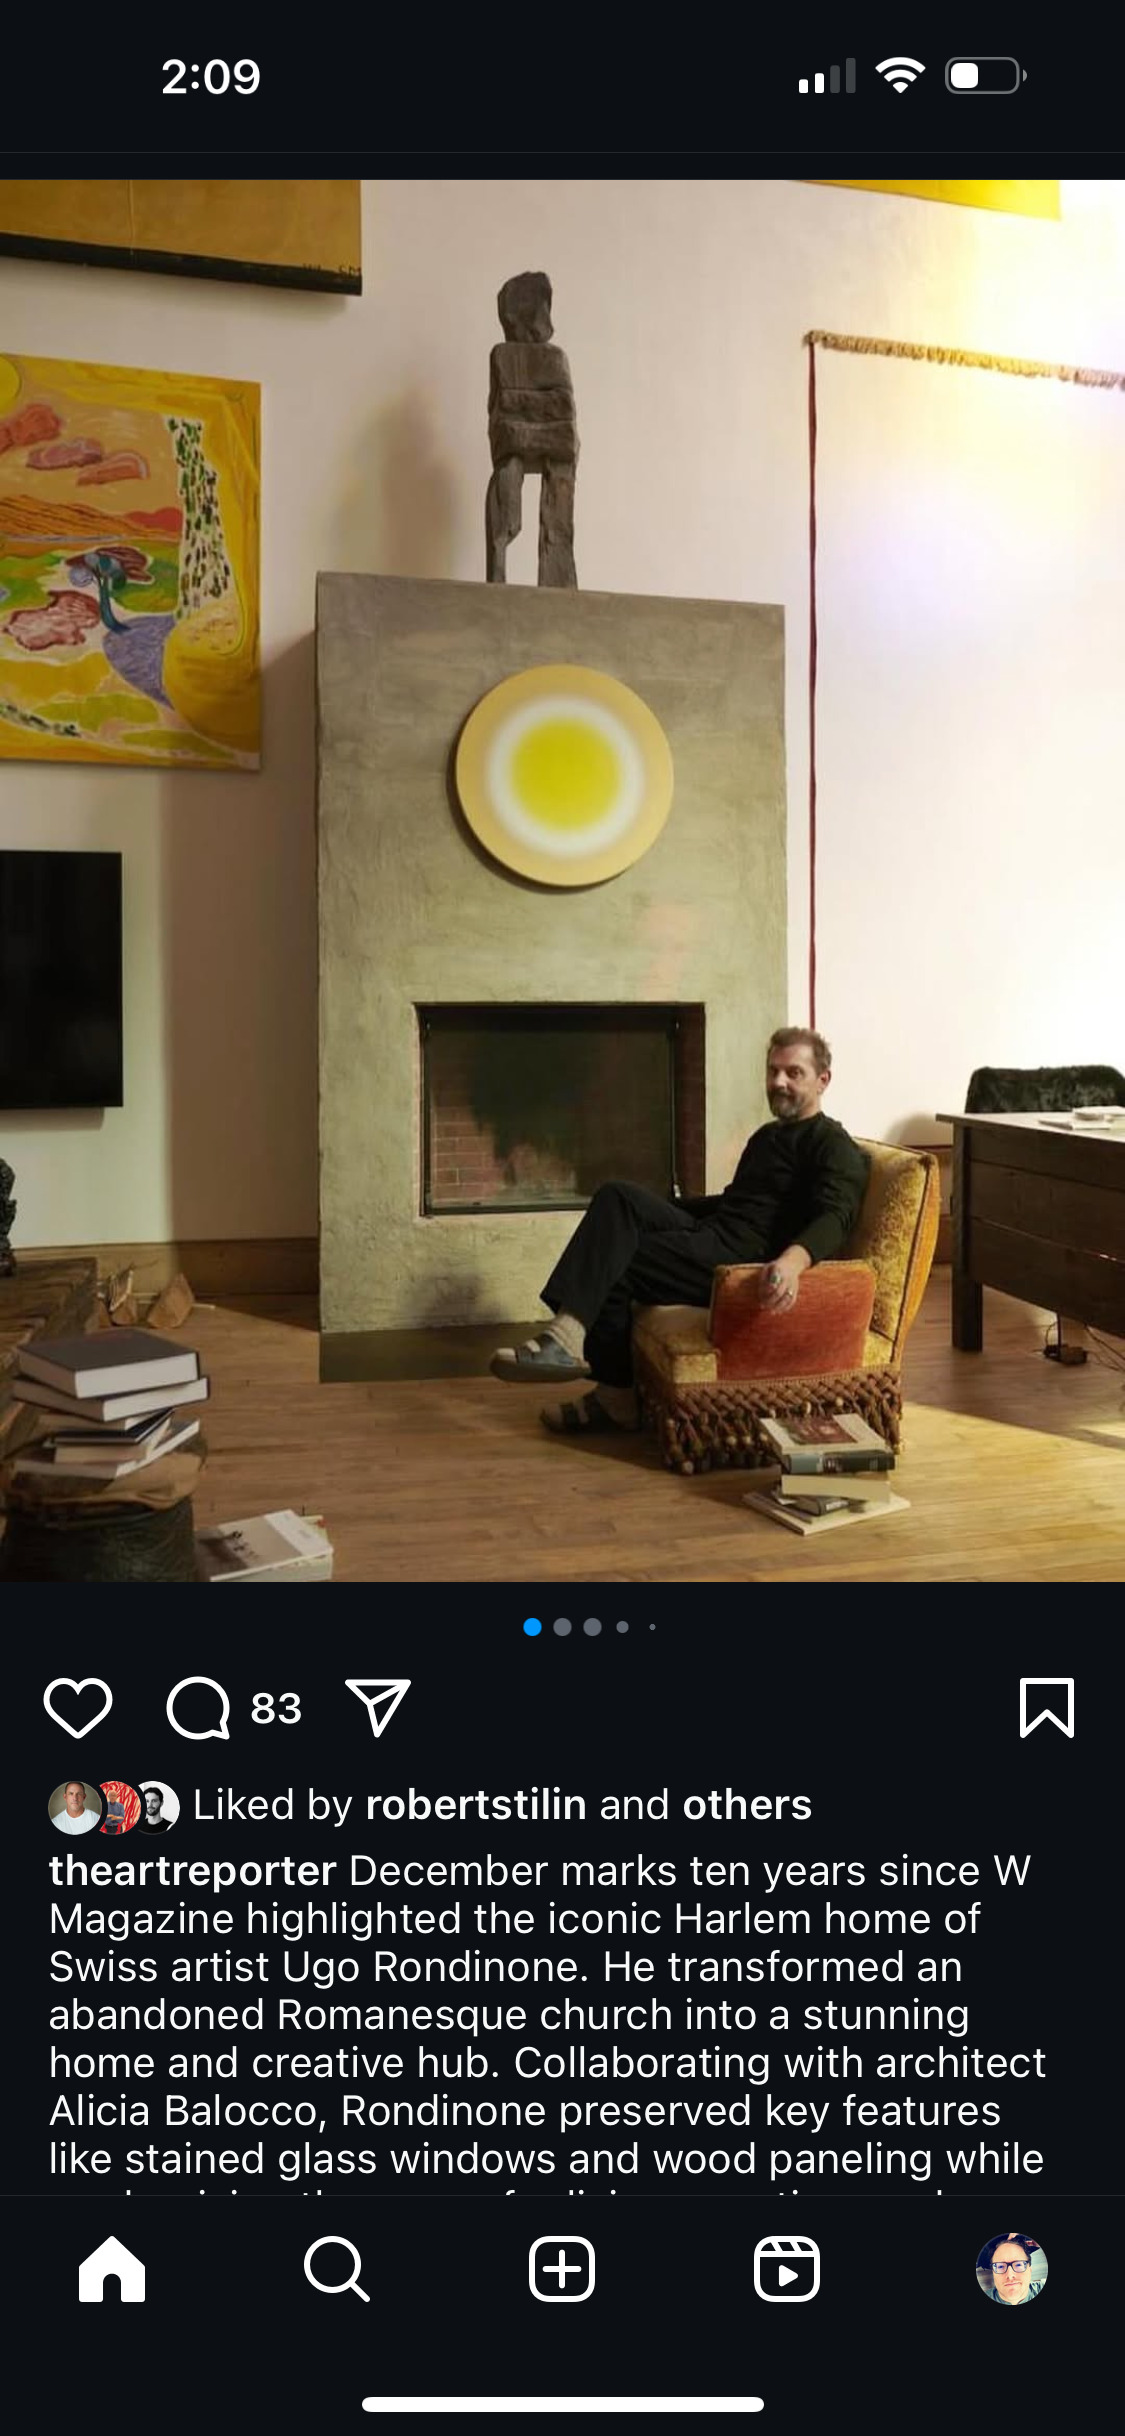 2:09
83
Liked by robertstilin and others
theartreporter December marks ten years since W
Magazine highlighted the iconic Harlem home of
Swiss artist Ugo Rondinone. He transformed an
abandoned Romanesque church into a stunning
home and creative hub. Collaborating with architect
Alicia Balocco, Rondinone preserved key features
like stained glass windows and wood paneling while